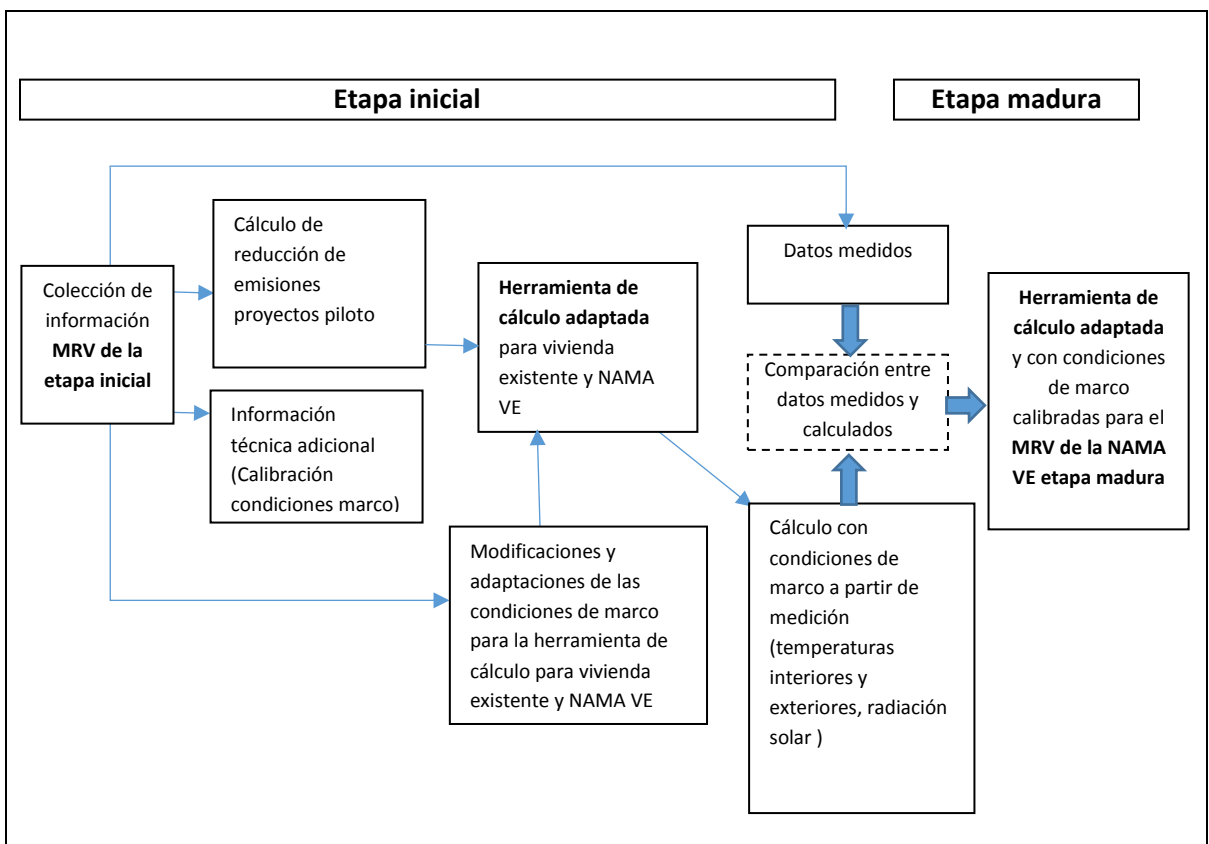 Etapa inicial
Etapa madura
Colección de
información
MRV de la
etapa inicial
Cálculo de
reducción de
emisiones
proyectos piloto
Información
técnica adicional
(Calibración
condiciones marco)
Herramienta de
cálculo adaptada
para vivienda
existente y NAMA
VE
Modificaciones y
adaptaciones de las
condiciones de marco
para la herramienta de
cálculo para vivienda
existente y NAMA VE
Datos medidos
Comparación entre
datos medidos y
calculados
Cálculo con
condiciones de
marco a partir de
medición
(temperaturas
interiores y
exteriores, radiación
solar )
Herramienta de
cálculo adaptada
y con condiciones
de marco
calibradas para el
MRV de la NAMA
VE etapa madura